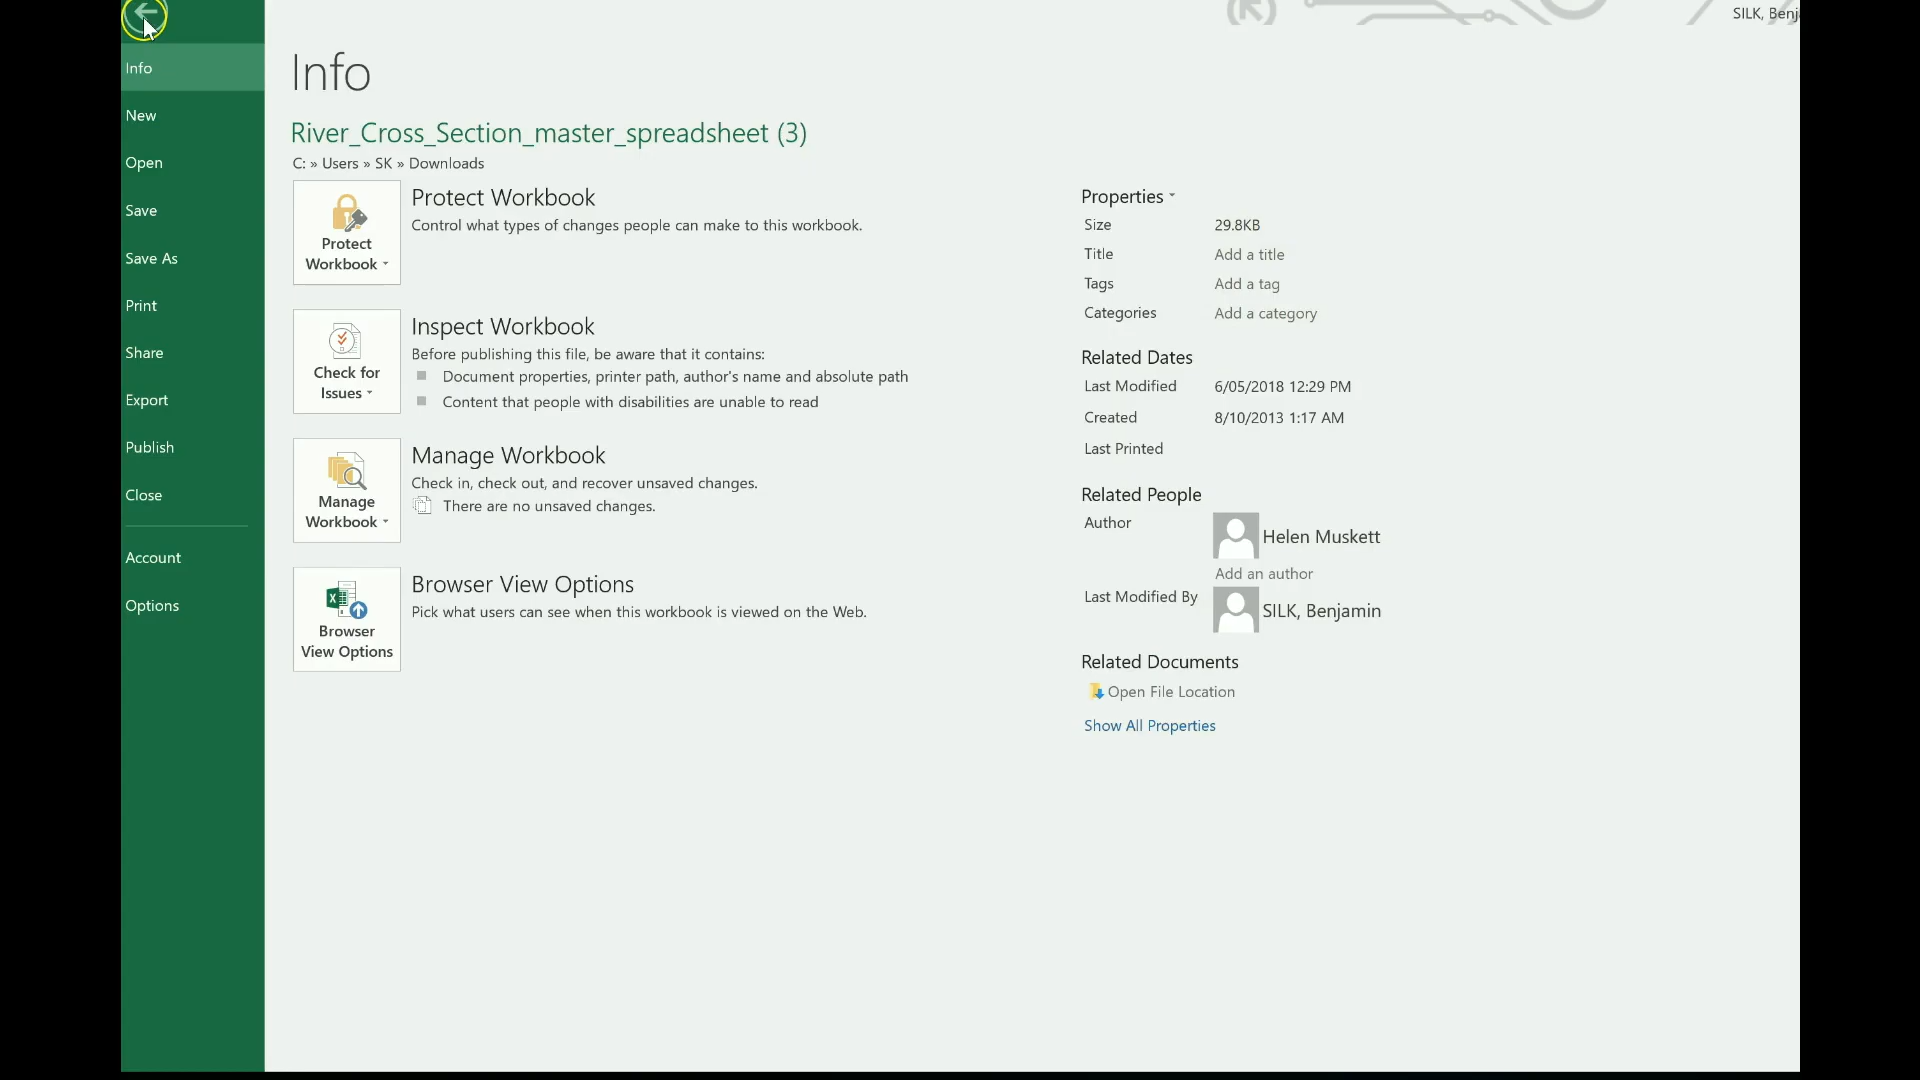 SILK, Benj
Info
New
Open
Save
Save As
Print
Share
Export
Publish
Close
Account
Options
Info
River_Cross_Section_master_spreadsheet (3)
C: » Users » SK » Downloads
Protect
Workbook
Protect Workbook
Control what types of changes people can make to this workbook.
Check for
Issues
Inspect Workbook
Before publishing this file, be aware that it contains:
Document properties, printer path, author's name and absolute path
Content that people with disabilities are unable to read
Manage
Workbook
Manage Workbook
Check in, check out, and recover unsaved changes.
There are no unsaved changes.
Browser
View Options
Browser View Options
Pick what users can see when this workbook is viewed on the Web.
Properties
Size 29.8KB
Title Add a title
Tags Add a tag
Categories Add a category
Related Dates
Last Modified 6/05/2018 12:29 PM
Created 8/10/2013 1:17 AM
Last Printed
Related People
Author Helen Muskett
Add an author
Last Modified By SILK, Benjamin
Related Documents
Open File Location
Show All Properties